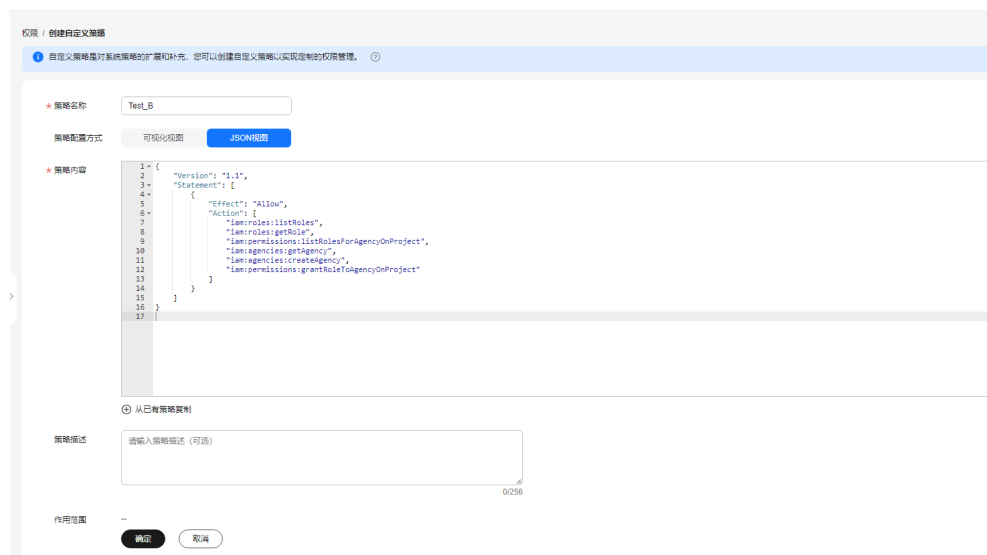 权限 / 创建自定义策略
自定义策略是对系统策略的扩展和补充，您可以创建自定义策略以实现定制的权限管理。
* 策略名称
Test_B
策略配置方式
可视化视图
JSON视图
* 策略内容
1 {
2 "Version": "1.1",
3 "Statement": [
4 {
5 "Effect": "Allow",
6 "Action": [
7 "iam:roles:listRoles",
8 "iam:roles:getRole",
9 "iam:permissions:listRolesForAgencyOnProject",
10 "iam:agencies:getAgency",
11 "iam:agencies:createAgency",
12 "iam:permissions:grantRoleToAgencyOnProject"
13 ]
14 }
15 ]
16 }
17
从已有策略复制
策略描述
请输入策略描述（可选）
0/256
作用范围
--
确定
取消